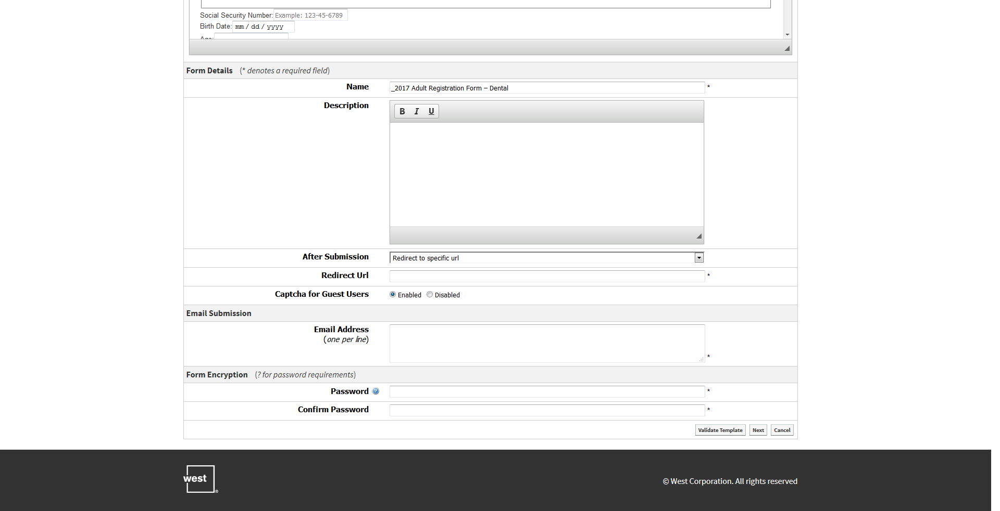 Social Security Number: Example: 123-45-6789
Birth Date: mm / dd / yyyy
Age:
Form Details (* denotes a required field)
Name _2017 Adult Registration Form – Dental *
Description B I U
After Submission Redirect to specific url
Redirect Url *
Captcha for Guest Users Enabled Disabled
Email Submission
Email Address
(one per line) *
Form Encryption (? for password requirements)
Password ? *
Confirm Password *
Validate Template Next Cancel
west ®
© West Corporation. All rights reserved